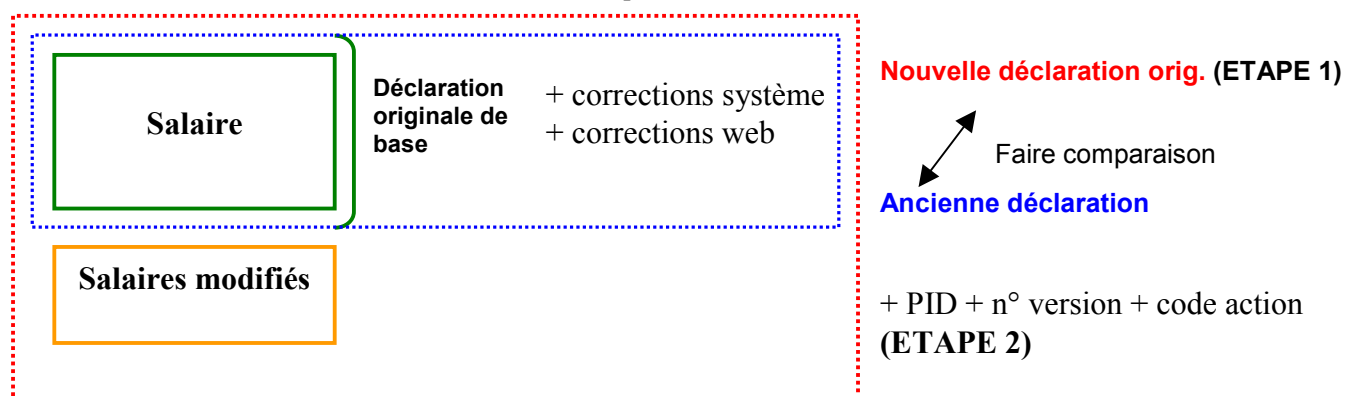 Salaire
Déclaration
originale de
base
+ corrections système
+ corrections web
Salaires modifiés
Nouvelle déclaration orig. (ETAPE 1)
Faire comparaison
Ancienne déclaration
+ PID + n° version + code action
(ETAPE 2)